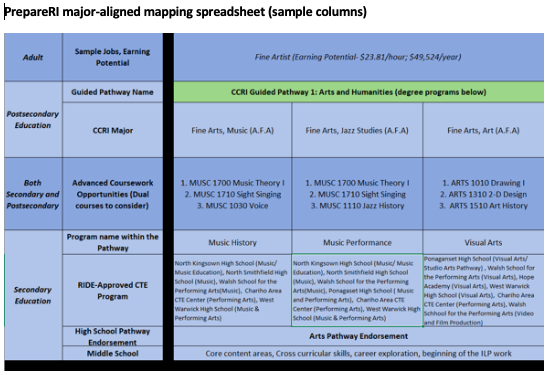 PrepareRI major-aligned mapping spreadsheet (sample columns)
Adult
Sample Jobs, Earning
Potential
Fine Artist (Earning Potential- $23.81/hour; $49,524/year)
Postsecondary
Education
Guided Pathway Name
CCRI Guided Pathway 1: Arts and Humanities (degree programs below)
CCRI Major
Fine Arts, Music (A.F.A)
Fine Arts, Jazz Studies (A.F.A)
Fine Arts, Art (A.F.A)
Both
Secondary and
Postsecondary
Advanced Coursework
Opportunities (Dual
courses to consider)
1. MUSC 1700 Music Theory I
2. MUSC 1710 Sight Singing
3. MUSC 1030 Voice
1. MUSC 1700 Music Theory I
2. MUSC 1710 Sight Singing
3. MUSC 1110 Jazz History
1. ARTS 1010 Drawing I
2. ARTS 1310 2-D Design
3. ARTS 1510 Art History
Secondary
Education
Program name within the
Pathway
Music History
Music Performance
Visual Arts
RIDE-Approved CTE
Program
North Kingsown High School (Music/
Music Education), North Smithfield High
School (Music), Walsh School for the
Performing Arts(Music), Chariho Area
CTE Center (Performing Arts), West
Warwick High School (Music &
Performing Arts)
North Kingsown High School (Music/ Music
Education), North Smithfield High School
(Music), Walsh School for the Performing
Arts(Music), Ponagaset High School ( Music
and Performing Arts), Chariho Area CTE
Center (Performing Arts), West Warwick High
School (Music & Performing Arts)
Ponaganset High School (Visual Arts/
Studio Arts Pathway) , Walsh School for
the Performing Arts (Visual Arts), Hope
Academy (Visual Arts), West Warwick
High School (Visual Arts), Chariho Area
CTE Center (Performing Arts), Walsh
Schhool for the Performing Arts (Video
and Film Production)
High School Pathway
Endorsement
Arts Pathway Endorsement
Middle School
Core content areas, Cross curricular skills, career exploration, beginning of the ILP work